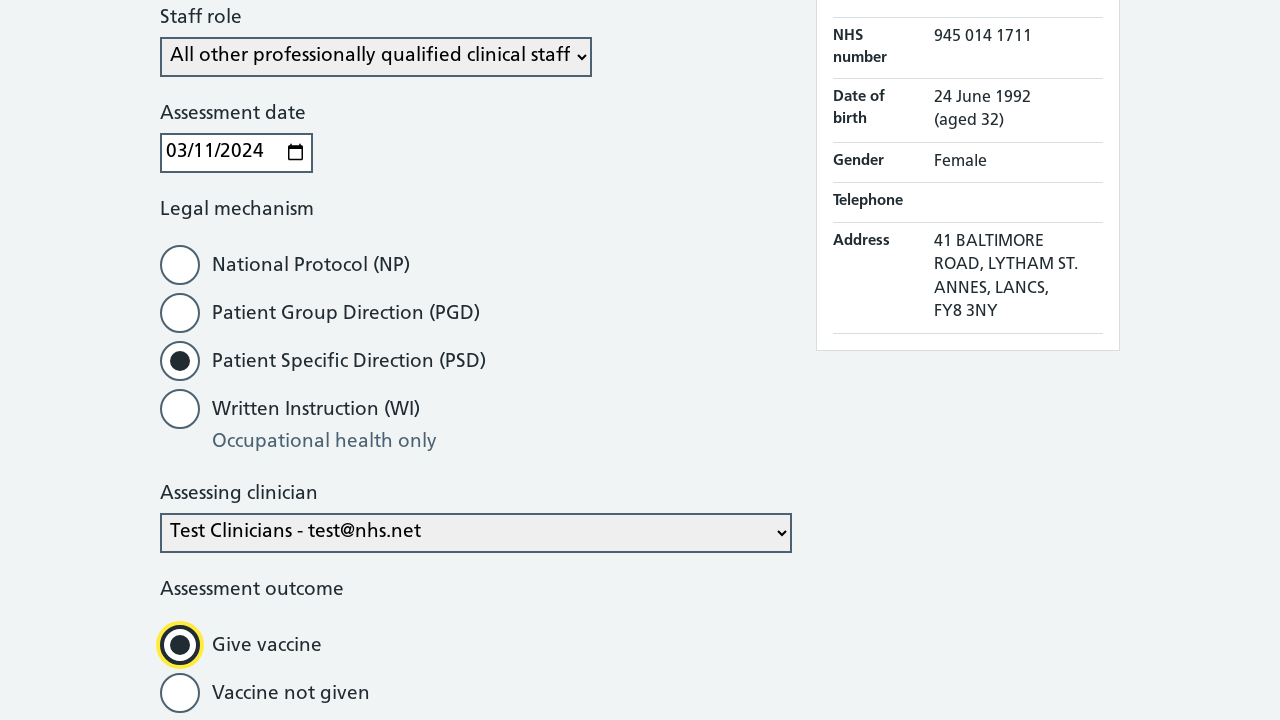 Staff role
All other professionally qualified clinical staff
Assessment date
03/11/2024
Legal mechanism
National Protocol (NP)
Patient Group Direction (PGD)
Patient Specific Direction (PSD)
Written Instruction (WI)
Occupational health only
Assessing clinician
Test Clinicians - test@nhs.net
Assessment outcome
Give vaccine
Vaccine not given
NHS number
945 014 1711
Date of birth
24 June 1992
(aged 32)
Gender
Female
Telephone
Address
41 BALTIMORE
ROAD, LYTHAM ST.
ANNES, LANCS,
FY8 3NY